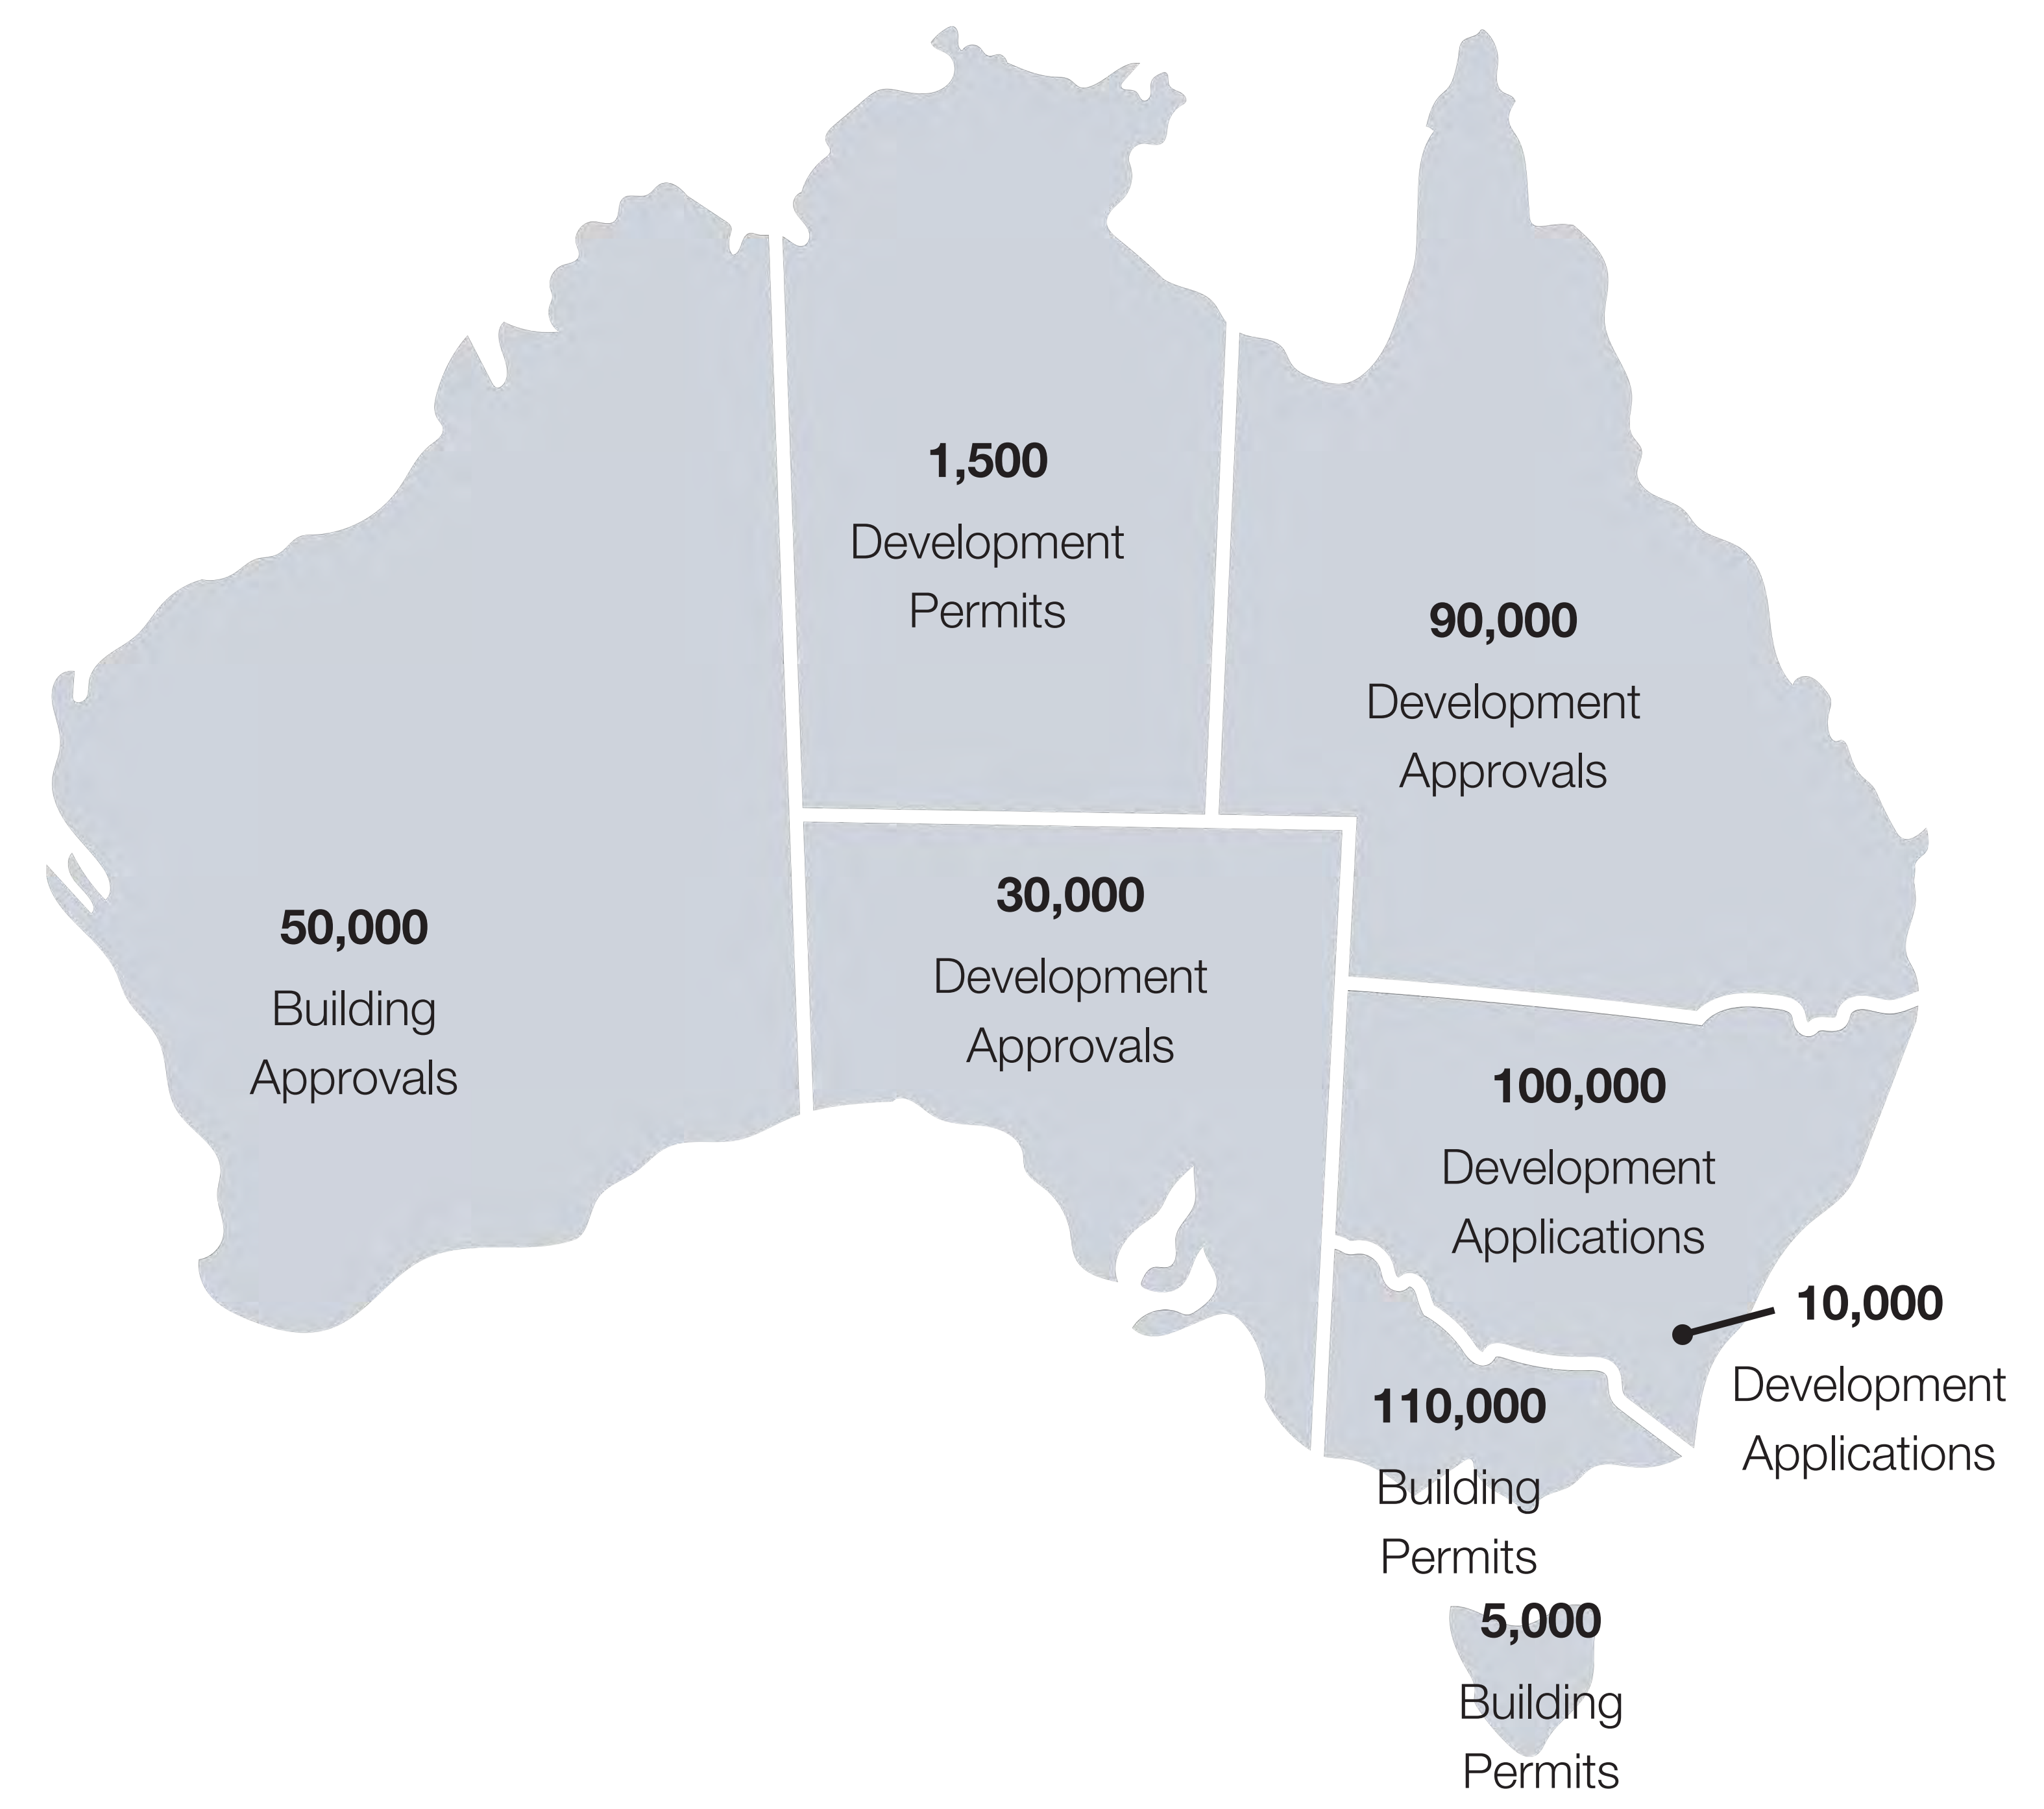 1,500
Development
Permits
90,000
Development
Approvals
30,000
Development
Approvals
50,000
Building
Approvals
100,000
Development
Applications
10,000
Development
Applications
110,000
Building
Permits
5,000
Building
Permits